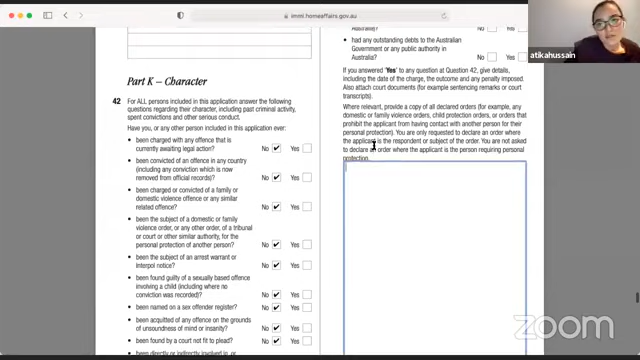 immi.homeaffairs.gov.au
Part K – Character
42 For ALL persons included in this application answer the following
questions regarding their character, including past criminal activity,
spent convictions and other serious conduct.
Have you, or any other person included in this application ever:
• been charged with any offence that is
currently awaiting legal action? No ✔ Yes
• been convicted of an offence in any country
(including any conviction which is now
removed from official records)? No ✔ Yes
• been charged or convicted of a family or
domestic violence offence or any similar
related offence? No ✔ Yes
• been the subject of a domestic or family
violence order, or any other order, of a tribunal
or court or other similar authority, for the
personal protection of another person? No ✔ Yes
• been the subject of an arrest warrant or
Interpol notice? No ✔ Yes
• been found guilty of a sexually based offence
involving a child (including where no
conviction was recorded)? No ✔ Yes
• been named on a sex offender register? No ✔ Yes
• been acquitted of any offence on the grounds
of unsoundness of mind or insanity? No ✔ Yes
• been found by a court not fit to plead? No ✔ Yes
• been directly or indirectly involved in, or
Australia)? No Yes
• had any outstanding debts to the Australian
Government or any public authority in
Australia? No Yes
If you answered 'Yes' to any question at Question 42, give details,
including the date of the charge, the outcome and any penalty imposed.
Also attach court documents (for example sentencing remarks or court
transcripts).
Where relevant, provide a copy of all declared orders (for example, any
domestic or family violence orders, child protection orders, or orders that
prohibit the applicant from having contact with another person for their
personal protection). You are only requested to declare an order where
the applicant is the respondent or subject of the order. You are not asked
to declare an order where the applicant is the person requiring personal
protection.
atikahussain
zoom